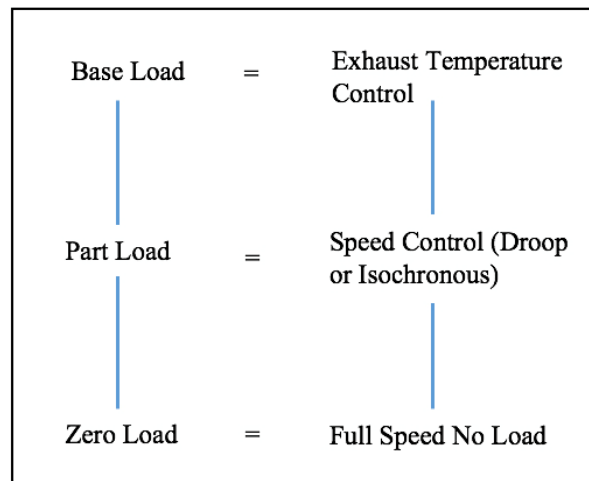 Base Load = Exhaust Temperature
Control
Part Load = Speed Control (Droop
or Isochronous)
Zero Load = Full Speed No Load